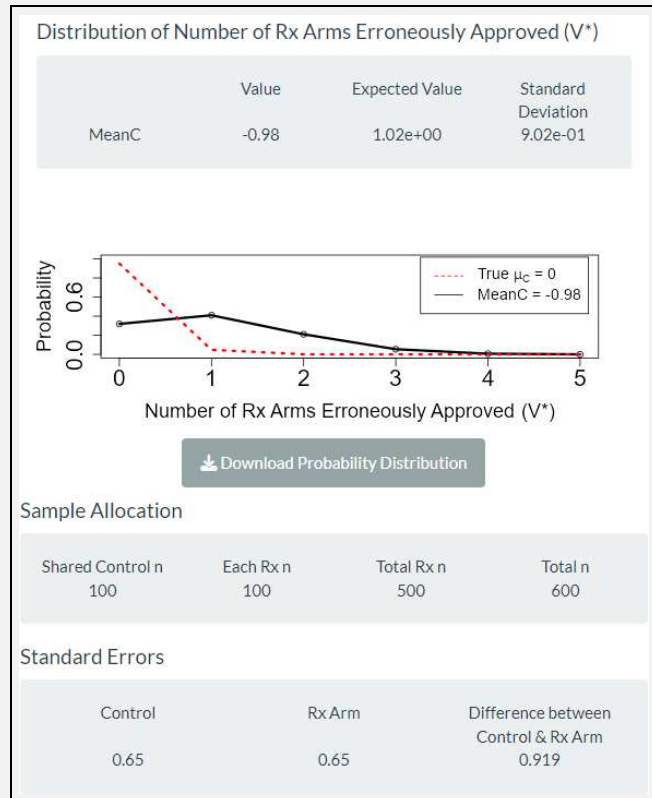 Distribution of Number of Rx Arms Erroneously Approved (V*)
Value Expected Value Standard
Deviation
MeanC -0.98 1.02e+00 9.02e-01
Probability
0.0 0.6
True μC = 0
MeanC = -0.98
0 1 2 3 4 5
Number of Rx Arms Erroneously Approved (V*)
Download Probability Distribution
Sample Allocation
Shared Control n Each Rx n Total Rx n Total n
100 100 500 600
Standard Errors
Control Rx Arm Difference between
Control & Rx Arm
0.65 0.65 0.919